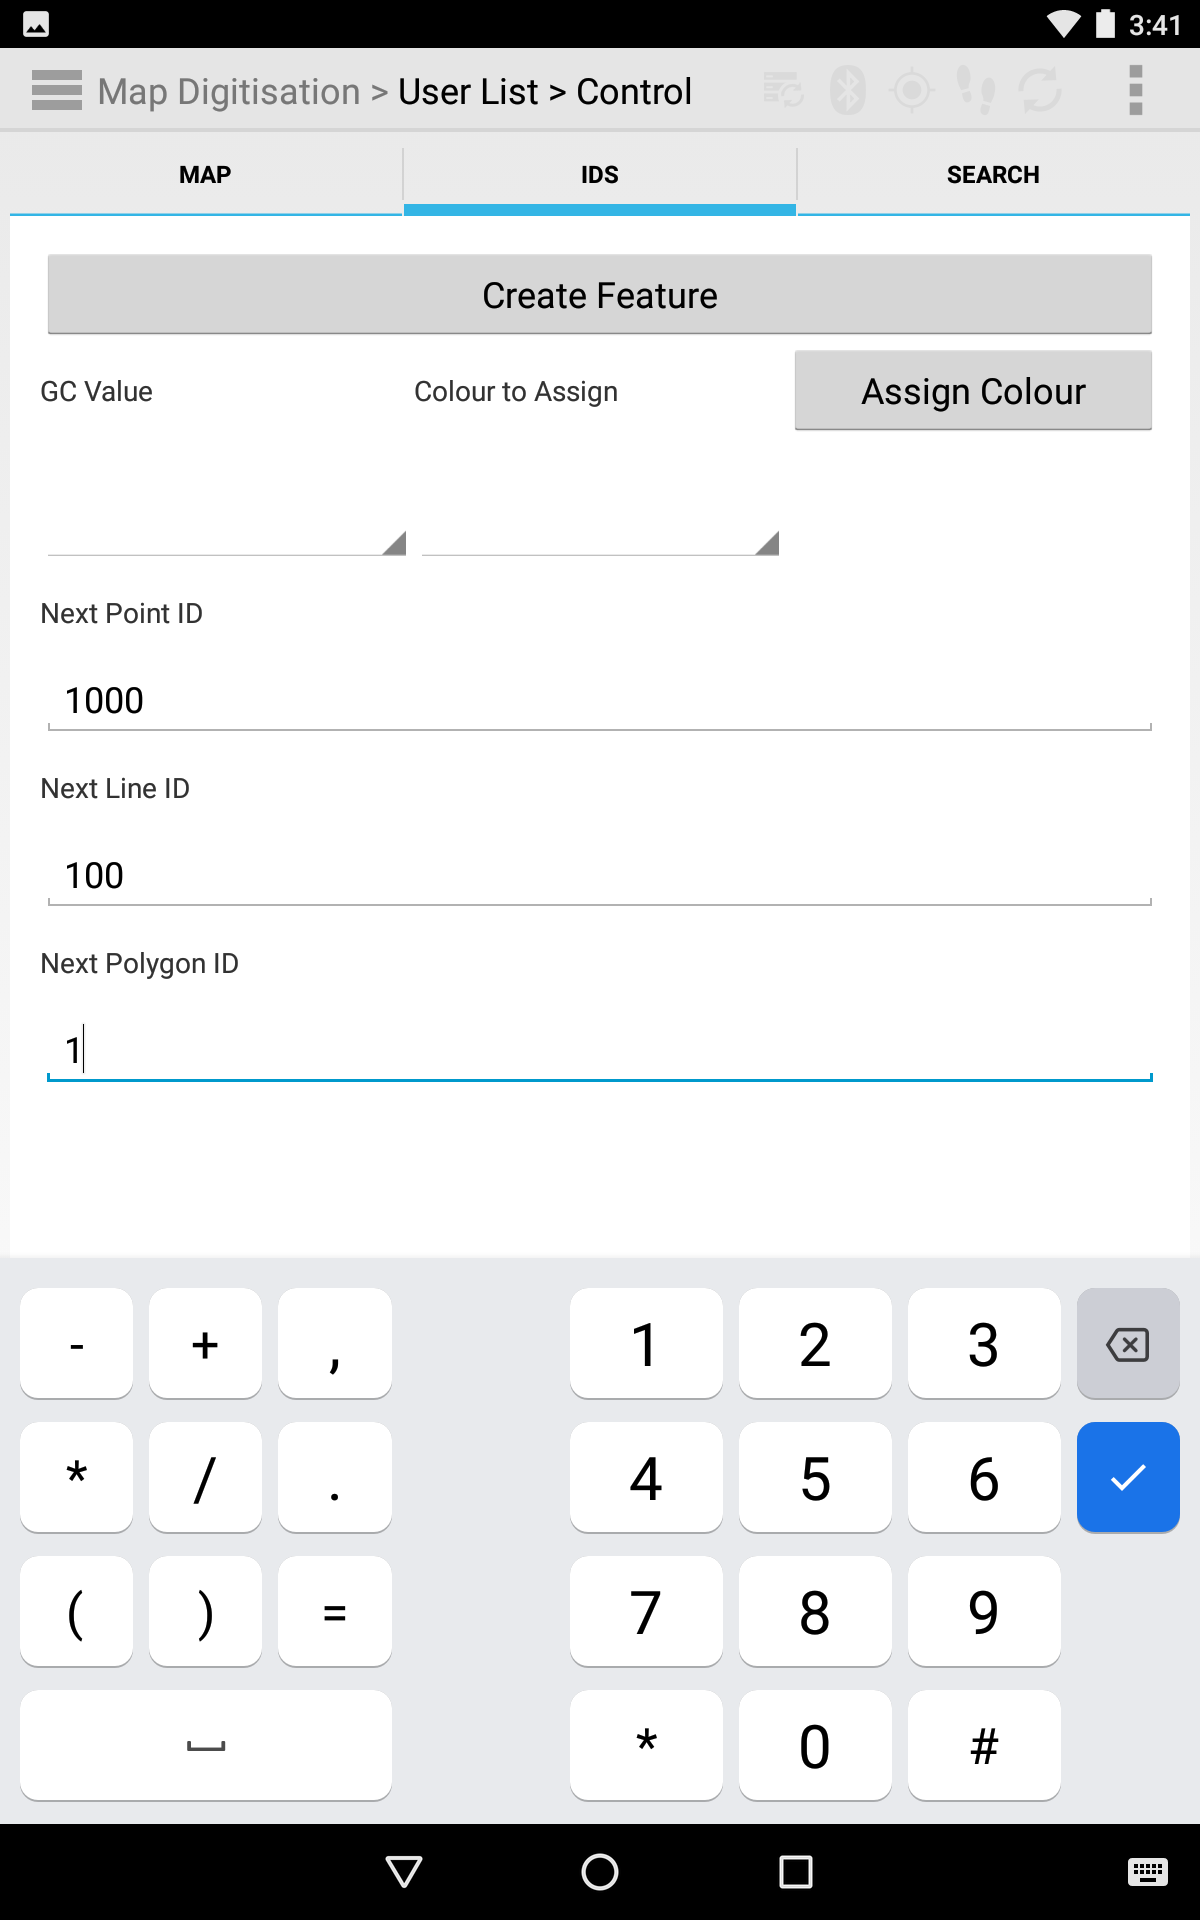 3:41
Map Digitisation > User List > Control
MAP
IDS
SEARCH
Create Feature
GC Value
Colour to Assign
Assign Colour
Next Point ID
1000
Next Line ID
100
Next Polygon ID
1
- + , 1 2 3
* / . 4 5 6
( ) = 7 8 9
* 0 #